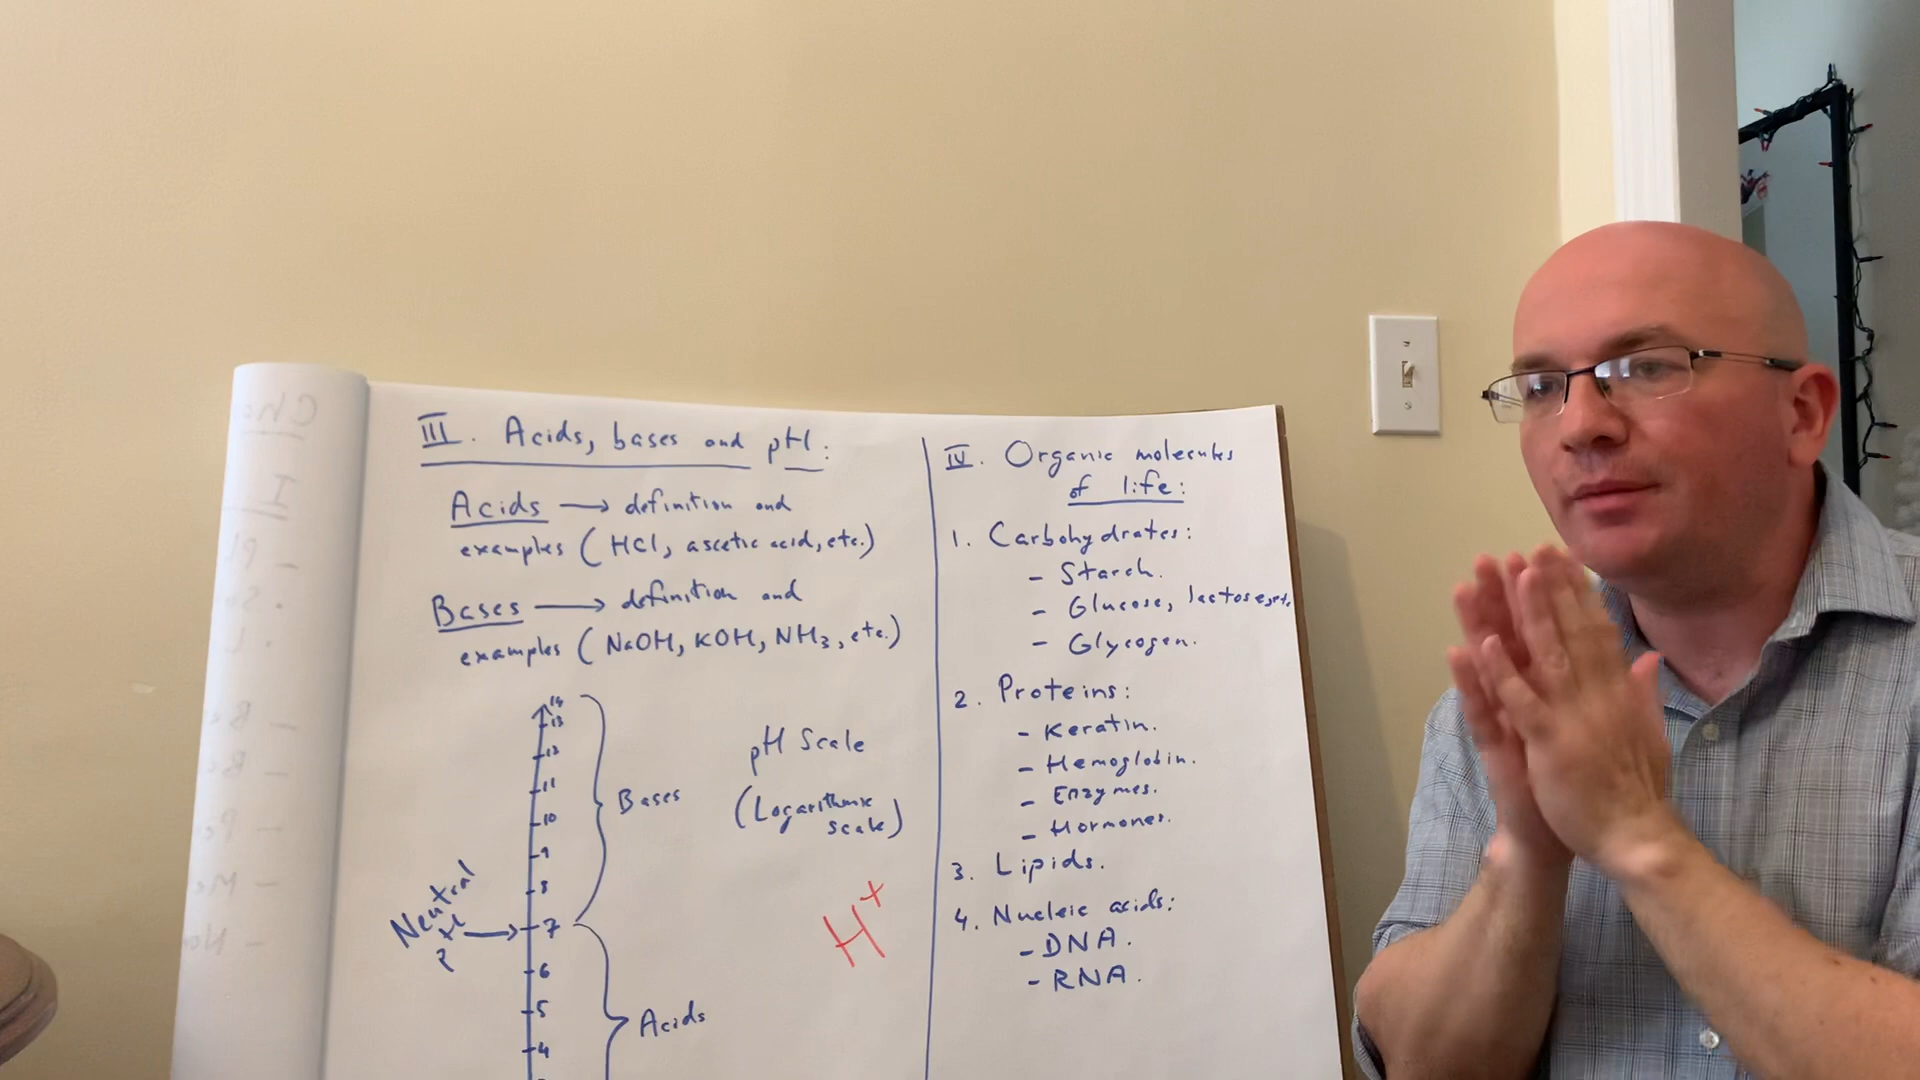 III. Acids, bases and pH:
Acids → definition and
examples (HCl, ascetic acid, etc.)
Bases → definition and
examples (NaOH, KOH, NH3, etc.)
14
13
12
11
10
9
8
7
6
5
4
Bases
Neutral
pH
Acids
pH Scale
(Logarithmic
scale)
H+
IV. Organic molecules
of life:
1. Carbohydrates:
- Starch.
- Glucose, lactose, etc.
- Glycogen.
2. Proteins:
- Keratin.
- Hemoglobin.
- Enzymes.
- Hormones.
3. Lipids.
4. Nucleic acids:
- DNA.
- RNA.